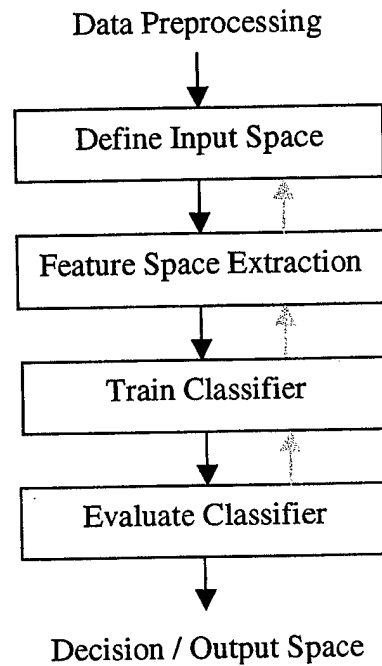 Data Preprocessing
Define Input Space
Feature Space Extraction
Train Classifier
Evaluate Classifier
Decision / Output Space